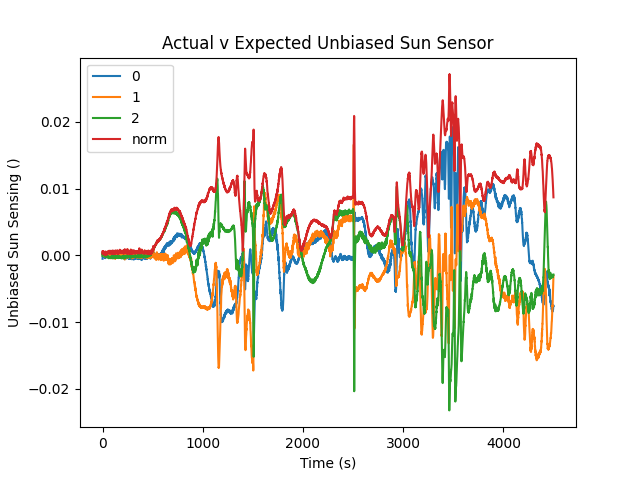 Actual v Expected Unbiased Sun Sensor
0
1
2
norm
0.02
0.01
0.00
−0.01
−0.02
Unbiased Sun Sensing ()
0 1000 2000 3000 4000
Time (s)